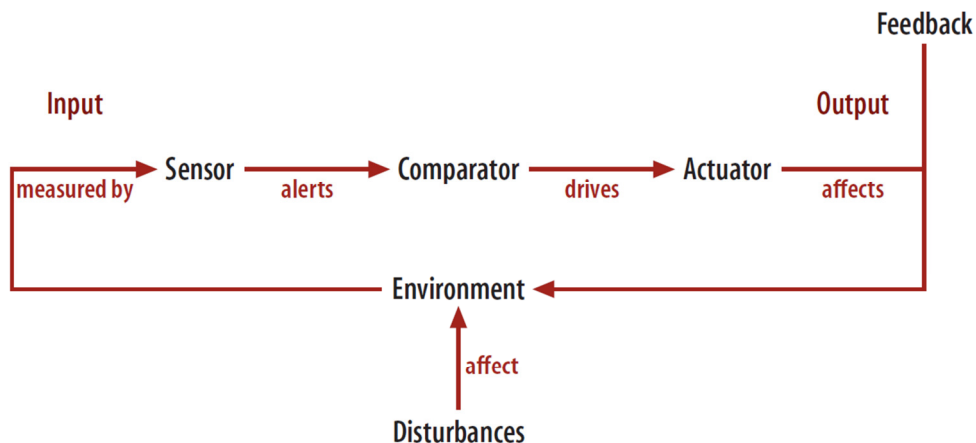 Feedback
Input
Output
Sensor
Comparator
Actuator
measured by
alerts
drives
affects
Environment
affect
Disturbances